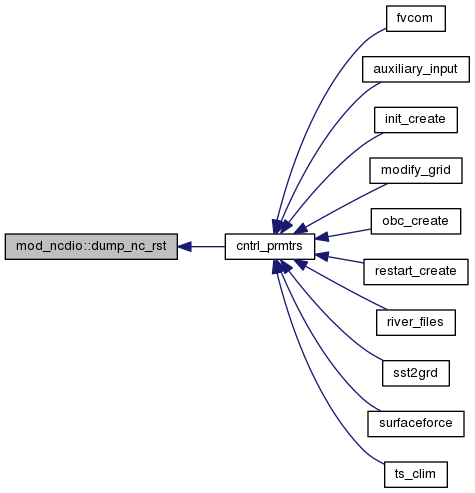 fvcom
auxiliary_input
init_create
modify_grid
obc_create
mod_ncdio::dump_nc_rst
cntrl_prmtrs
restart_create
river_files
sst2grd
surfaceforce
ts_clim